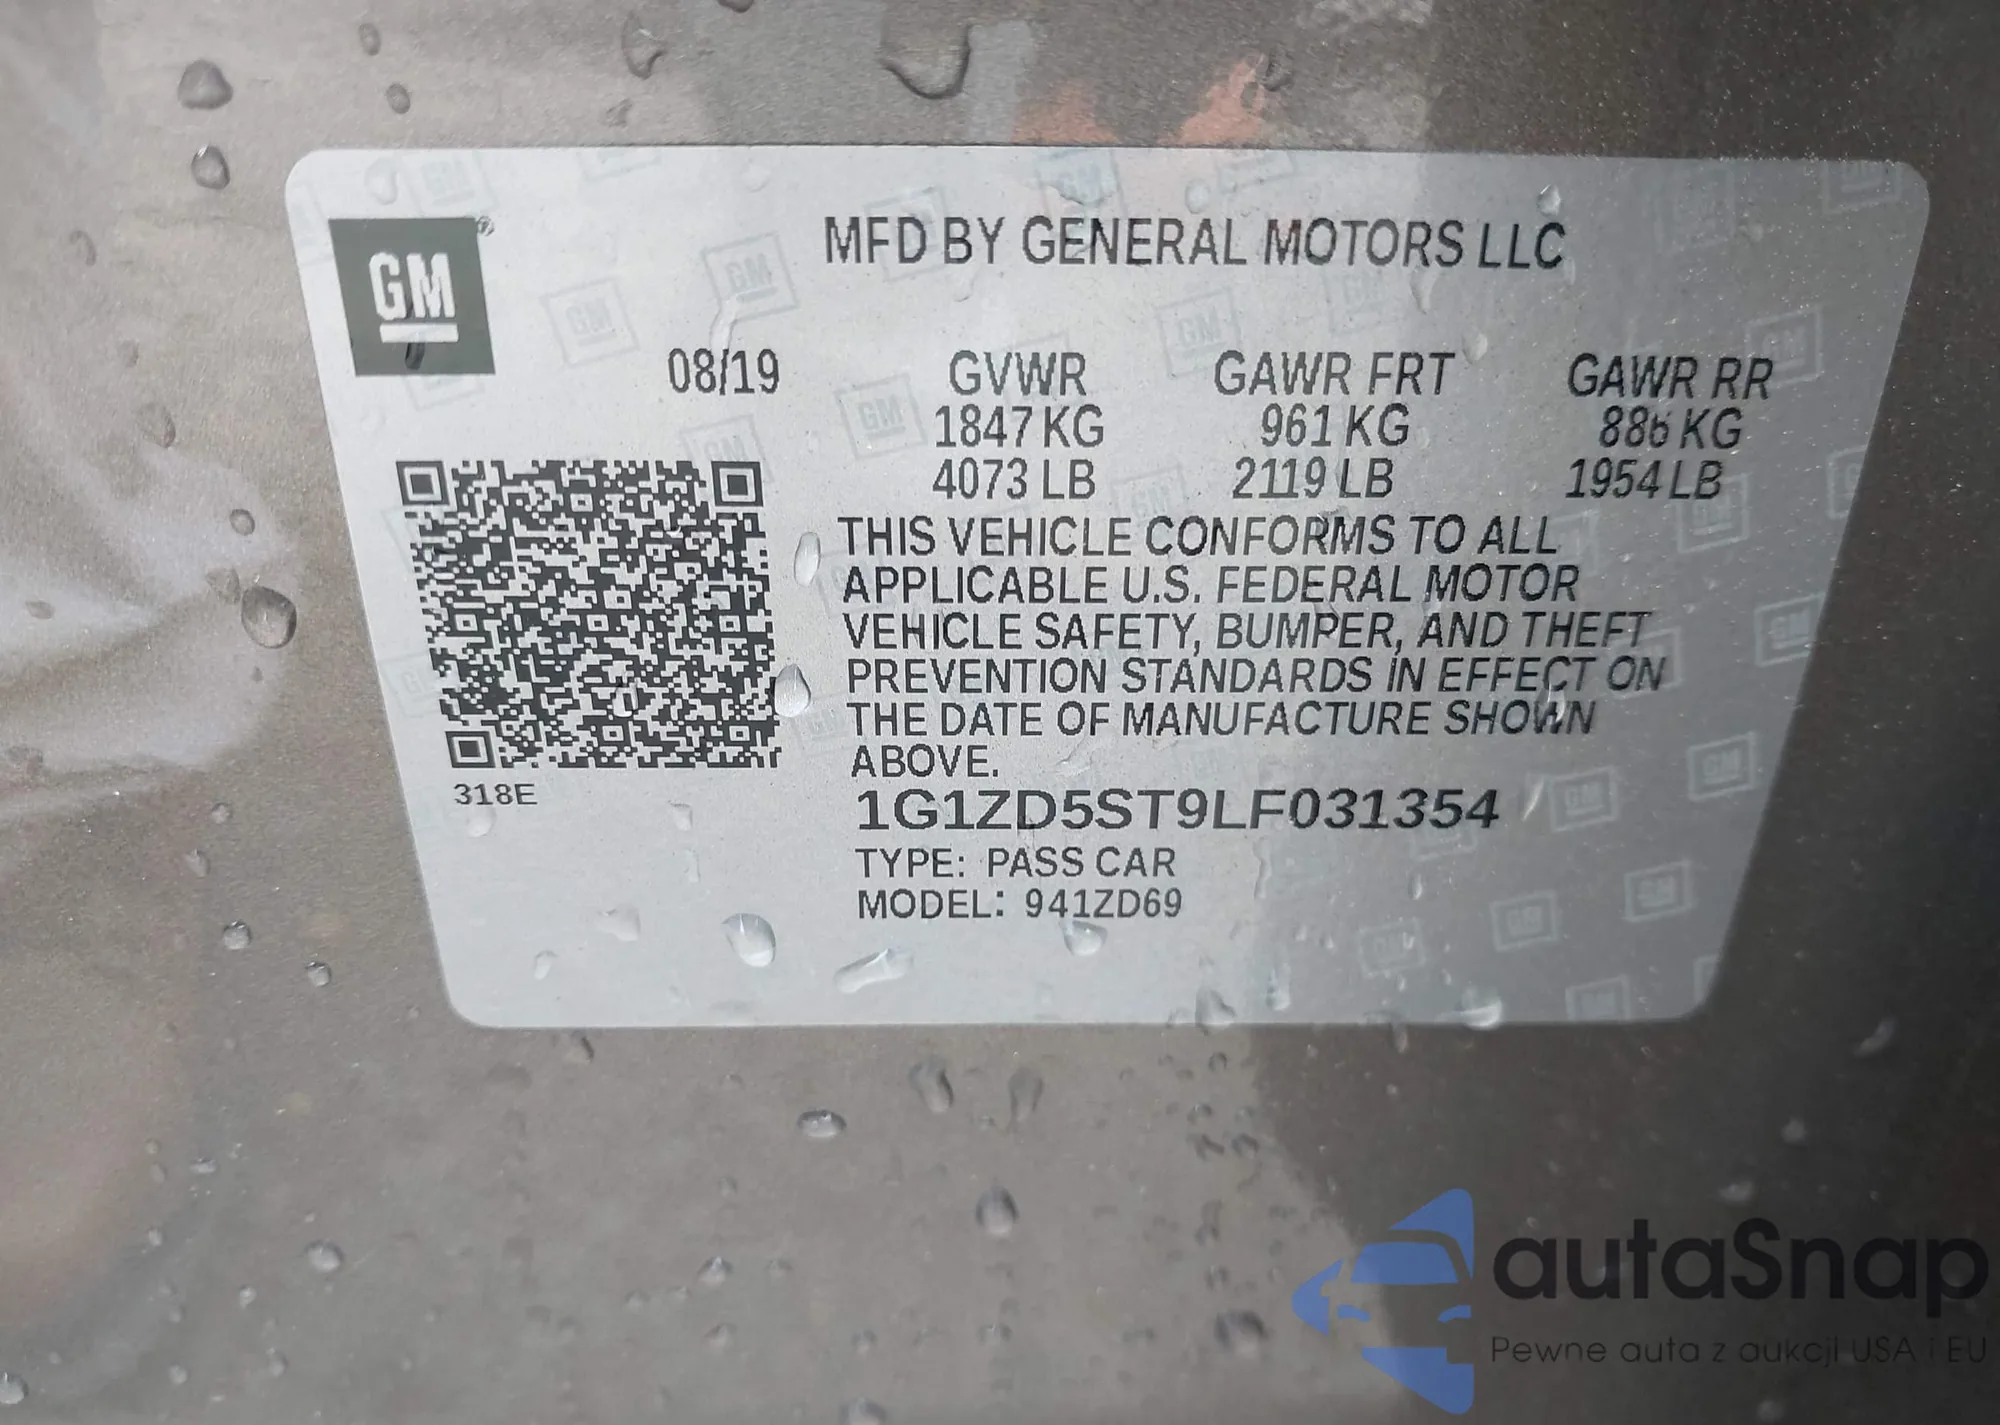 GM®
MFD BY GENERAL MOTORS LLC
08/19 GVWR GAWR FRT GAWR RR
1847 KG 961 KG 886 KG
4073 LB 2119 LB 1954 LB
THIS VEHICLE CONFORMS TO ALL
APPLICABLE U.S. FEDERAL MOTOR
VEHICLE SAFETY, BUMPER, AND THEFT
PREVENTION STANDARDS IN EFFECT ON
THE DATE OF MANUFACTURE SHOWN
ABOVE.
318E
1G1ZD5ST9LF031354
TYPE: PASS CAR
MODEL: 941ZD69
autaSnap
Pewne auta z aukcji USA i EU